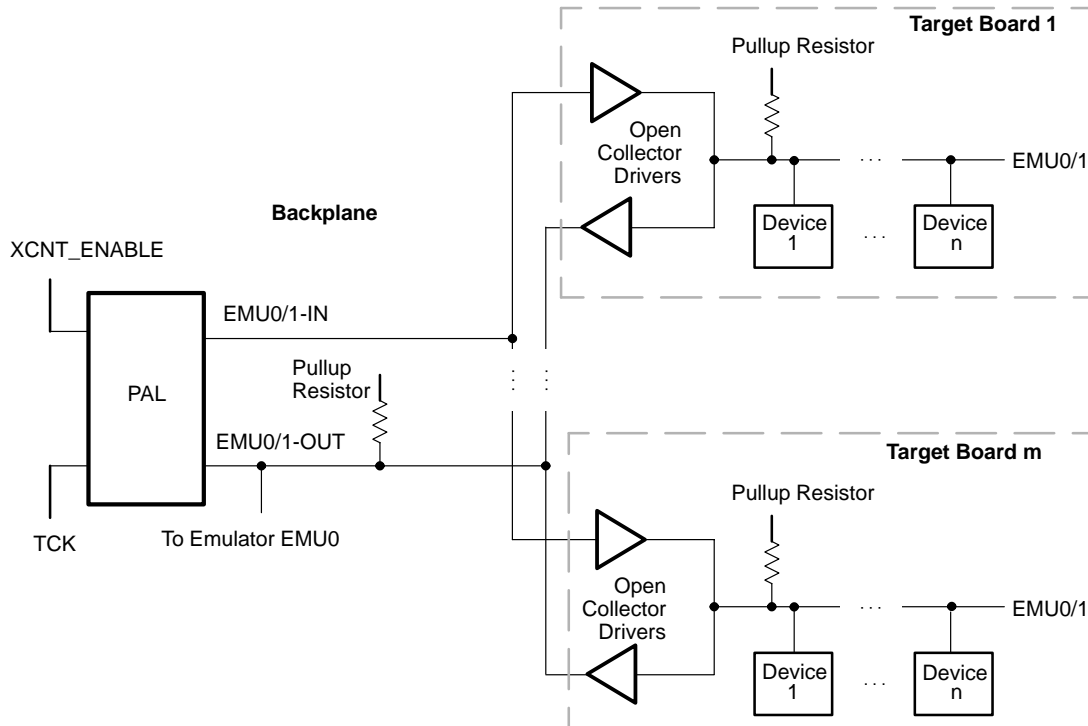 Target Board 1
Pullup Resistor
Open
Collector
Drivers
. . .
EMU0/1
Device
1
. . .
Device
n
Backplane
XCNT_ENABLE
EMU0/1-IN
PAL
Pullup
Resistor
. . .
. . .
EMU0/1-OUT
TCK
To Emulator EMU0
Target Board m
Pullup Resistor
Open
Collector
Drivers
. . .
EMU0/1
Device
1
. . .
Device
n